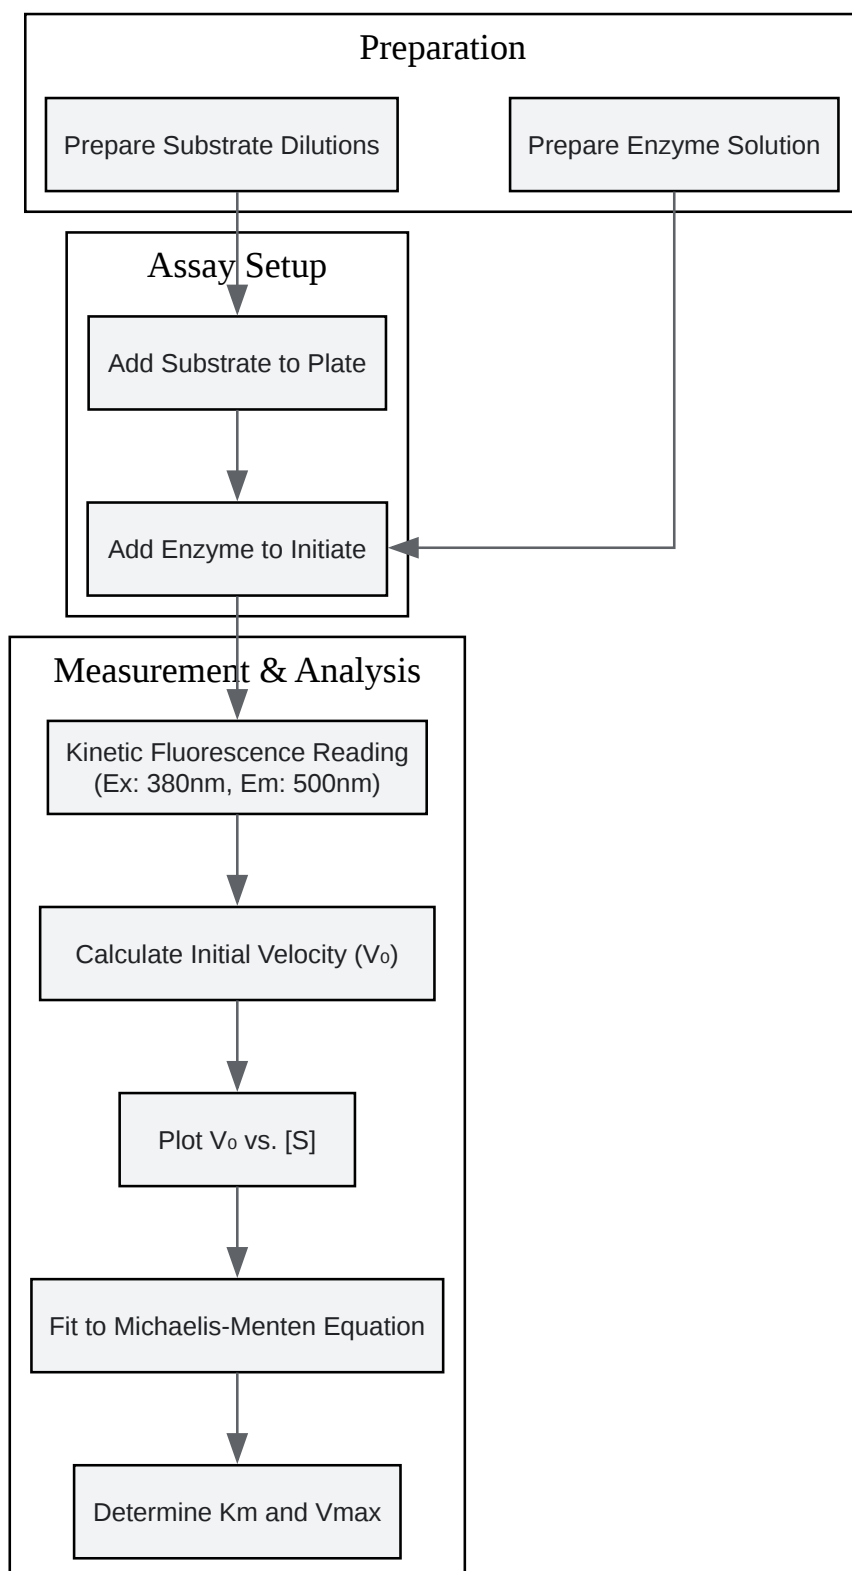 Preparation
Prepare Substrate Dilutions
Prepare Enzyme Solution
Assay Setup
Add Substrate to Plate
Add Enzyme to Initiate
Measurement & Analysis
Kinetic Fluorescence Reading
(Ex: 380nm, Em: 500nm)
Calculate Initial Velocity (V₀)
Plot V₀ vs. [S]
Fit to Michaelis-Menten Equation
Determine Km and Vmax